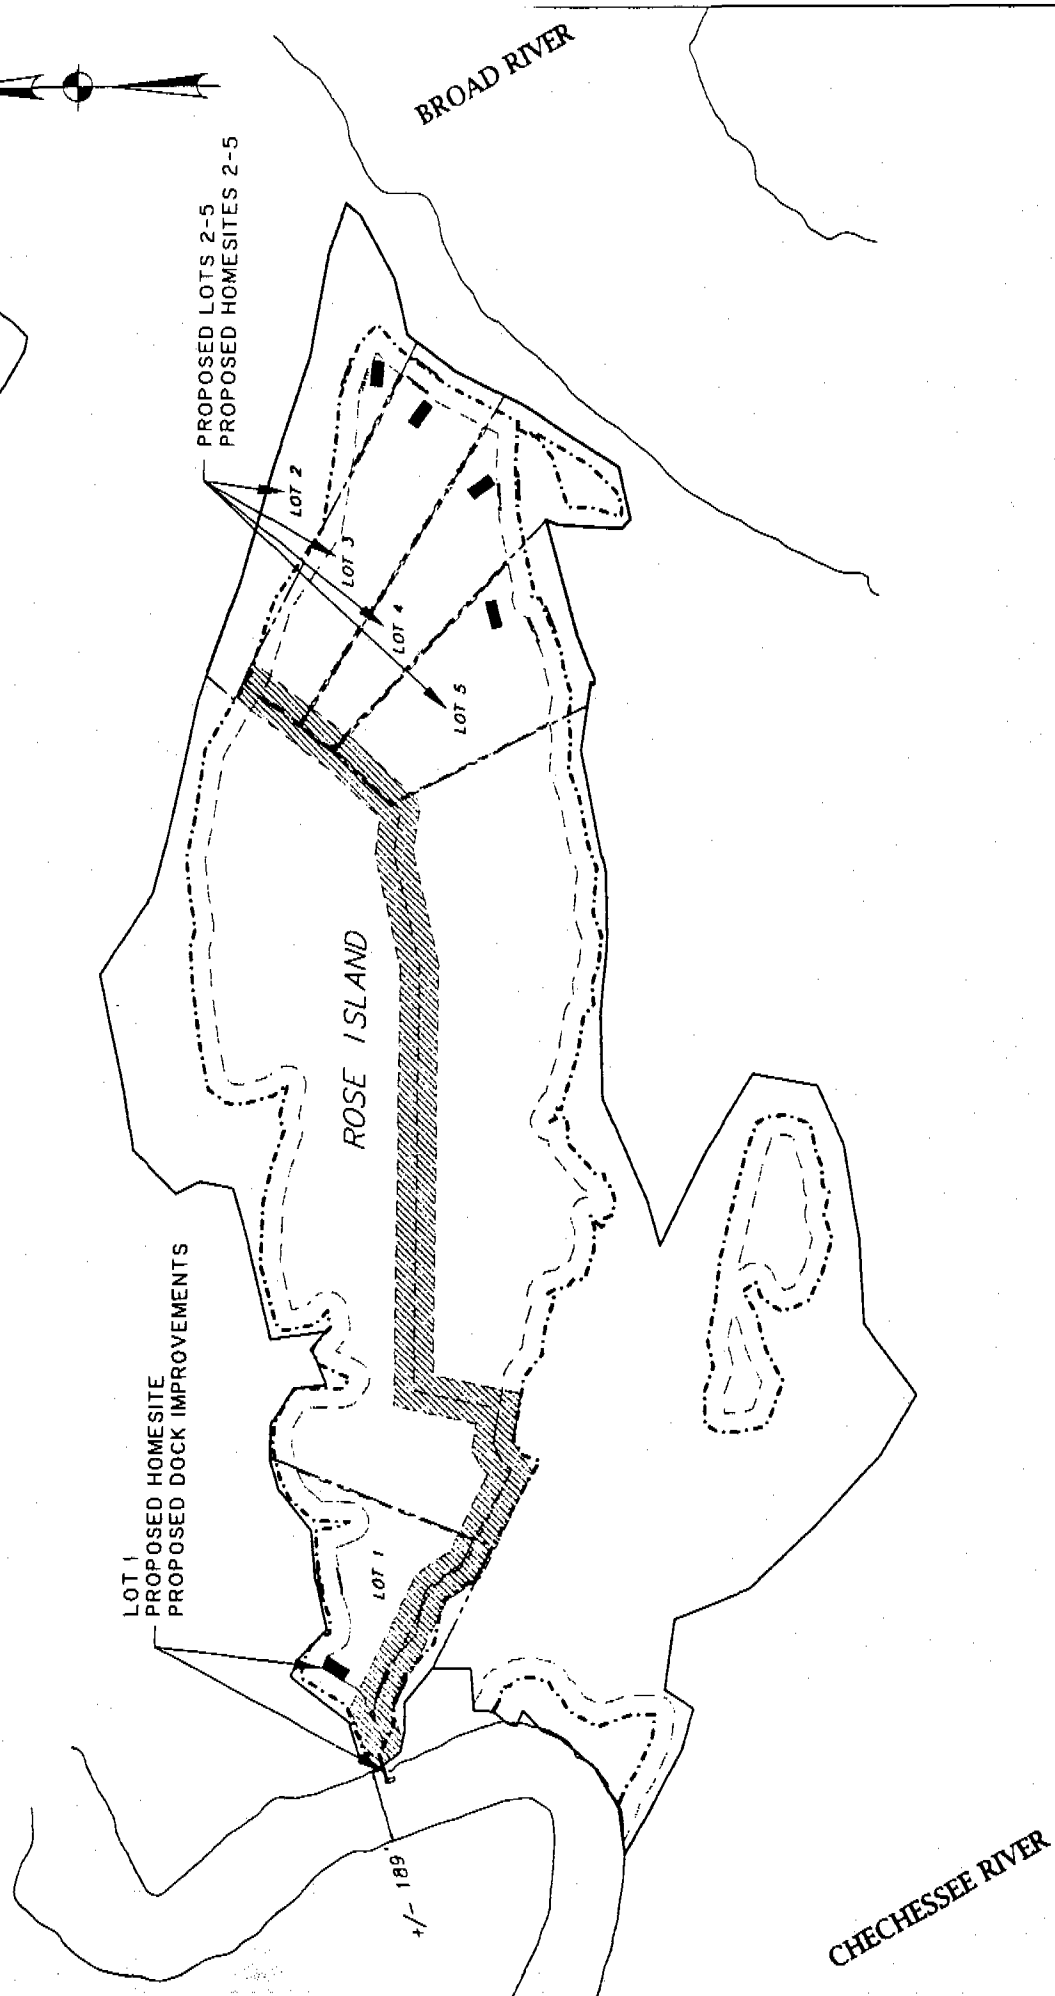 BROAD RIVER
PROPOSED LOTS 2-5
PROPOSED HOMESITES 2-5
LOT 2
LOT 3
LOT 4
LOT 5
ROSE ISLAND
LOT 1
PROPOSED HOMESITE
PROPOSED DOCK IMPROVEMENTS
LOT 1
+/- 189'
CHECHESSEE RIVER